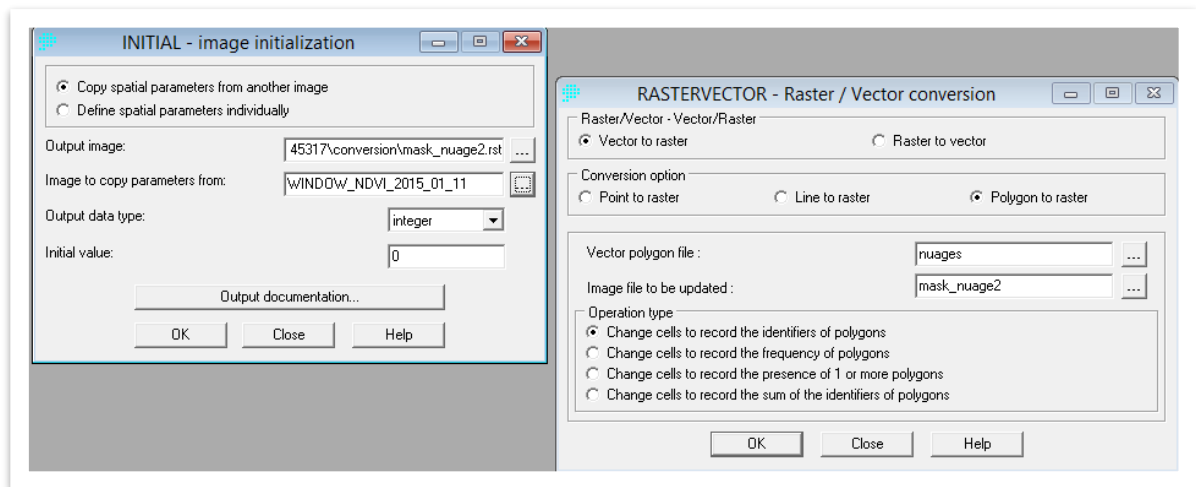 INITIAL - image initialization
Copy spatial parameters from another image
Define spatial parameters individually
Output image: 45317\conversion\mask_nuage2.rst ...
Image to copy parameters from: WINDOW_NDVI_2015_01_11 ...
Output data type: integer
Initial value: 0
Output documentation...
OK Close Help
RASTERVECTOR - Raster / Vector conversion
Raster/Vector - Vector/Raster
Vector to raster Raster to vector
Conversion option
Point to raster Line to raster Polygon to raster
Vector polygon file : nuages ...
Image file to be updated : mask_nuage2 ...
Operation type
Change cells to record the identifiers of polygons
Change cells to record the frequency of polygons
Change cells to record the presence of 1 or more polygons
Change cells to record the sum of the identifiers of polygons
OK Close Help